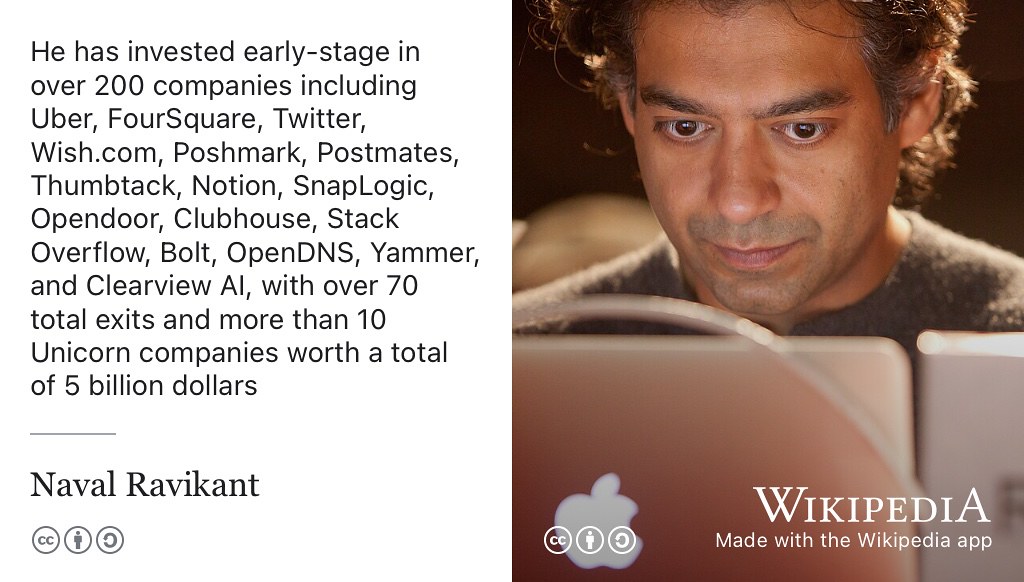 He has invested early-stage in
over 200 companies including
Uber, FourSquare, Twitter,
Wish.com, Poshmark, Postmates,
Thumbtack, Notion, SnapLogic,
Opendoor, Clubhouse, Stack
Overflow, Bolt, OpenDNS, Yammer,
and Clearview AI, with over 70
total exits and more than 10
Unicorn companies worth a total
of 5 billion dollars
Naval Ravikant
cc
WIKIPEDIA
cc
Made with the Wikipedia app